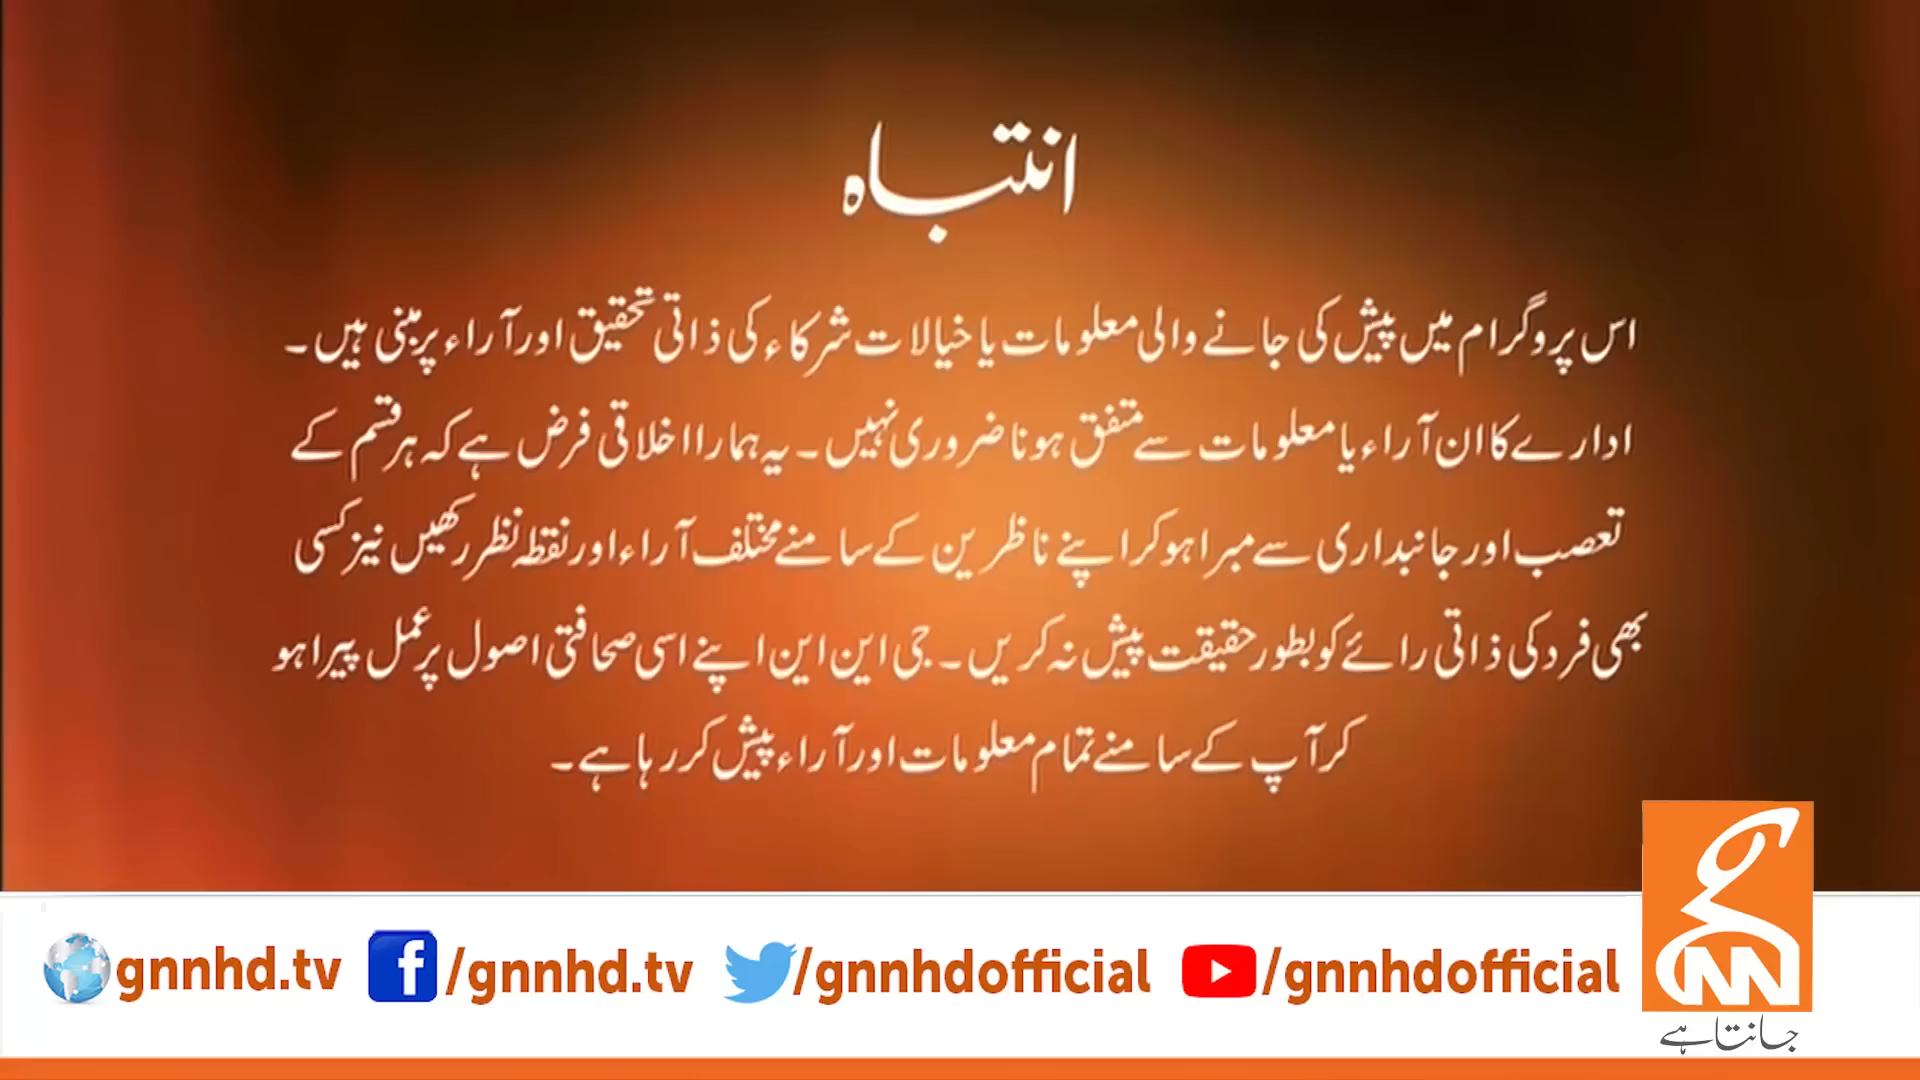 انتباہ
اس پروگرام میں پیش کی جانے والی معلومات یا خیالات شرکاء کی ذاتی تحقیق اور آراء پر مبنی ہیں۔
ادارے کا ان آراء یا معلومات سے متفق ہونا ضروری نہیں۔ یہ ہمارا اخلاقی فرض ہے کہ ہر قسم کے
تعصب اور جانبداری سے مبرا ہو کر اپنے ناظرین کے سامنے مختلف آراء اور نقطہ نظر رکھیں نیز کسی
بھی فرد کی ذاتی رائے کو بطور حقیقت پیش نہ کریں۔ جی این این اپنے اسی صحافتی اصول پر عمل پیرا ہو
کر آپ کے سامنے تمام معلومات اور آراء پیش کر رہا ہے۔
gnnhd.tv /gnnhd.tv /gnnhdofficial /gnnhdofficial
GNN
جانتا ہے